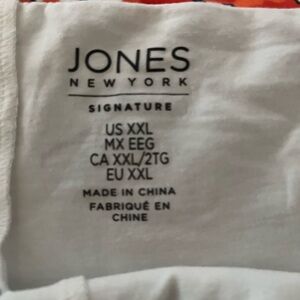 JONES
NEW YORK
SIGNATURE
US XXL
MX EEG
CA XXL/2TG
EU XXL
MADE IN CHINA
FABRIQUÉ EN
CHINE